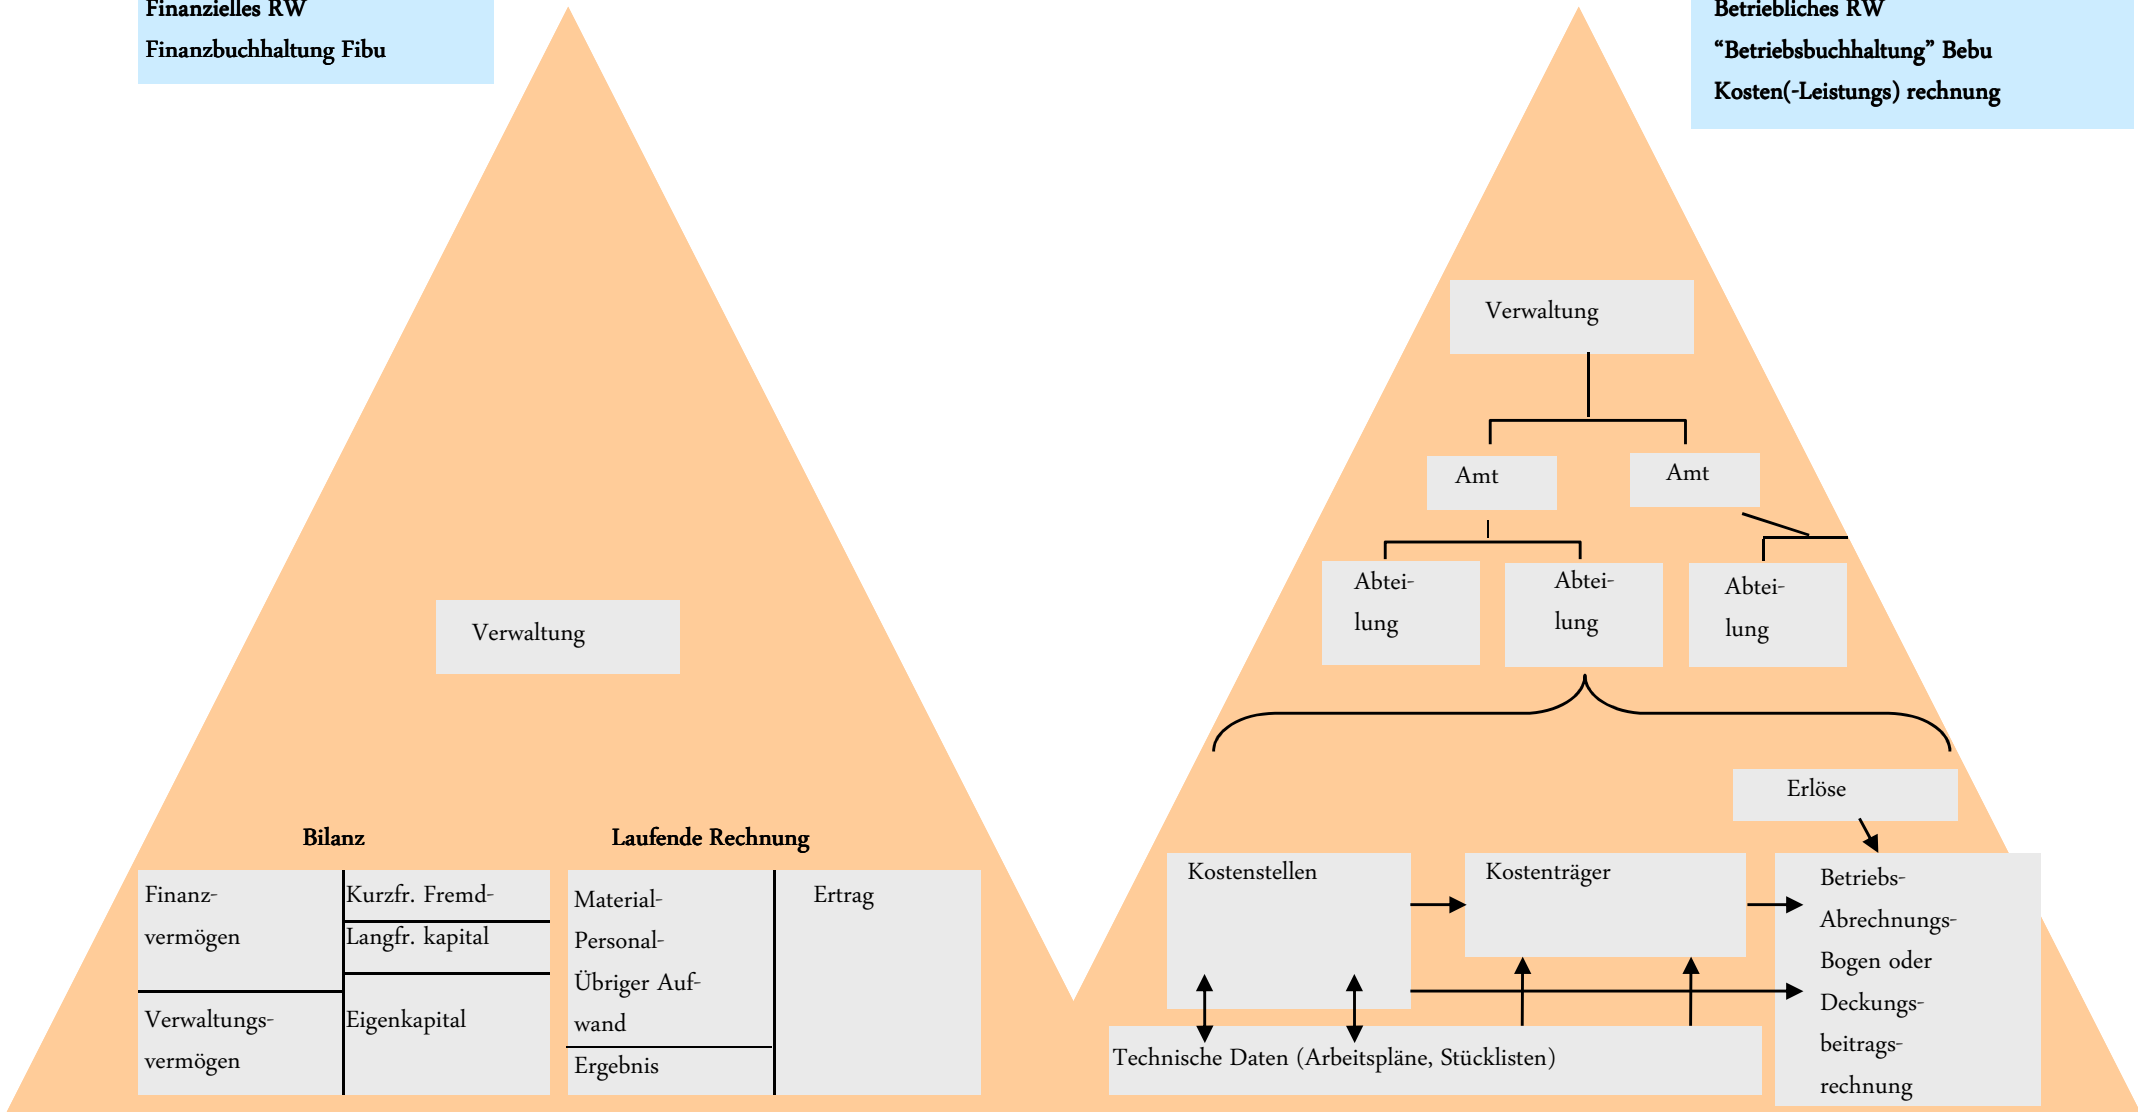 Finanzielles RW
Finanzbuchhaltung Fibu
Verwaltung
Bilanz
Finanz-
vermögen
Verwaltungs-
vermögen
Kurzfr. Fremd-
Langfr. kapital
Eigenkapital
Laufende Rechnung
Material-
Personal-
Übriger Auf-
wand
Ergebnis
Ertrag
Betriebliches RW
“Betriebsbuchhaltung” Bebu
Kosten(-Leistungs) rechnung
Verwaltung
Amt
Amt
Abtei-
lung
Abtei-
lung
Abtei-
lung
Erlöse
Kostenstellen
Kostenträger
Betriebs-
Abrechnungs-
Bogen oder
Deckungs-
beitrags-
rechnung
Technische Daten (Arbeitspläne, Stücklisten)